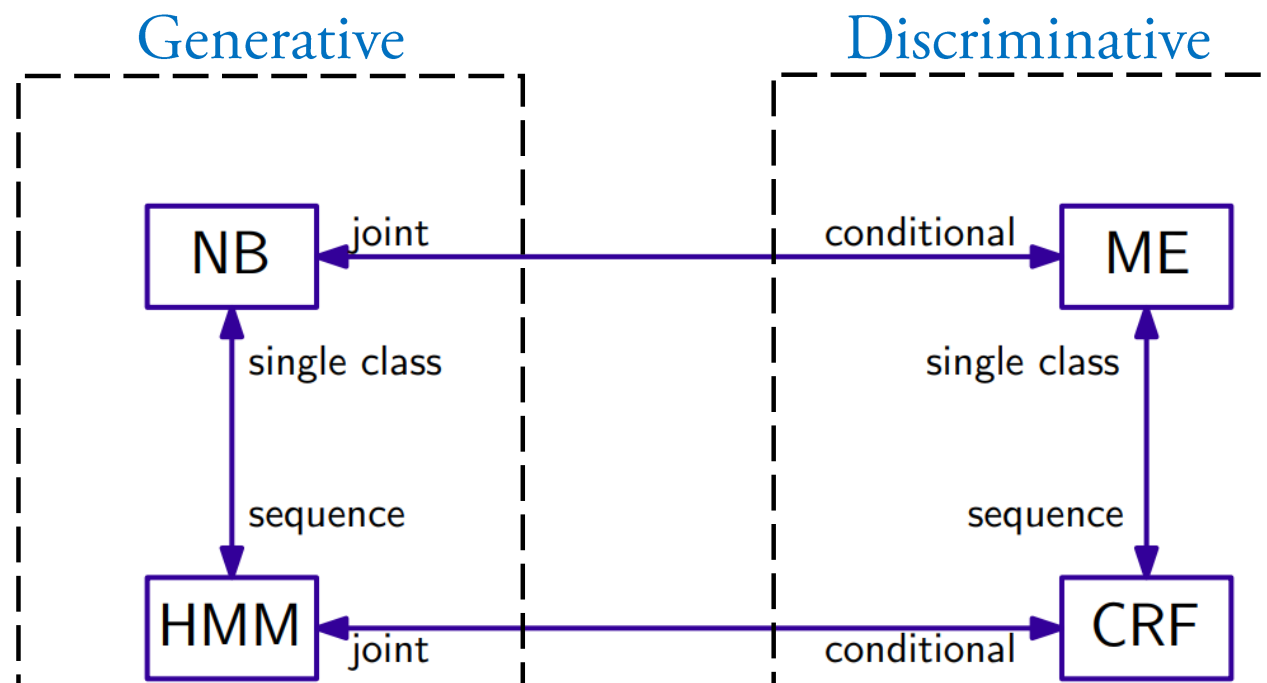 Generative
Discriminative
NB
joint
conditional
ME
single class
single class
sequence
sequence
HMM
joint
conditional
CRF